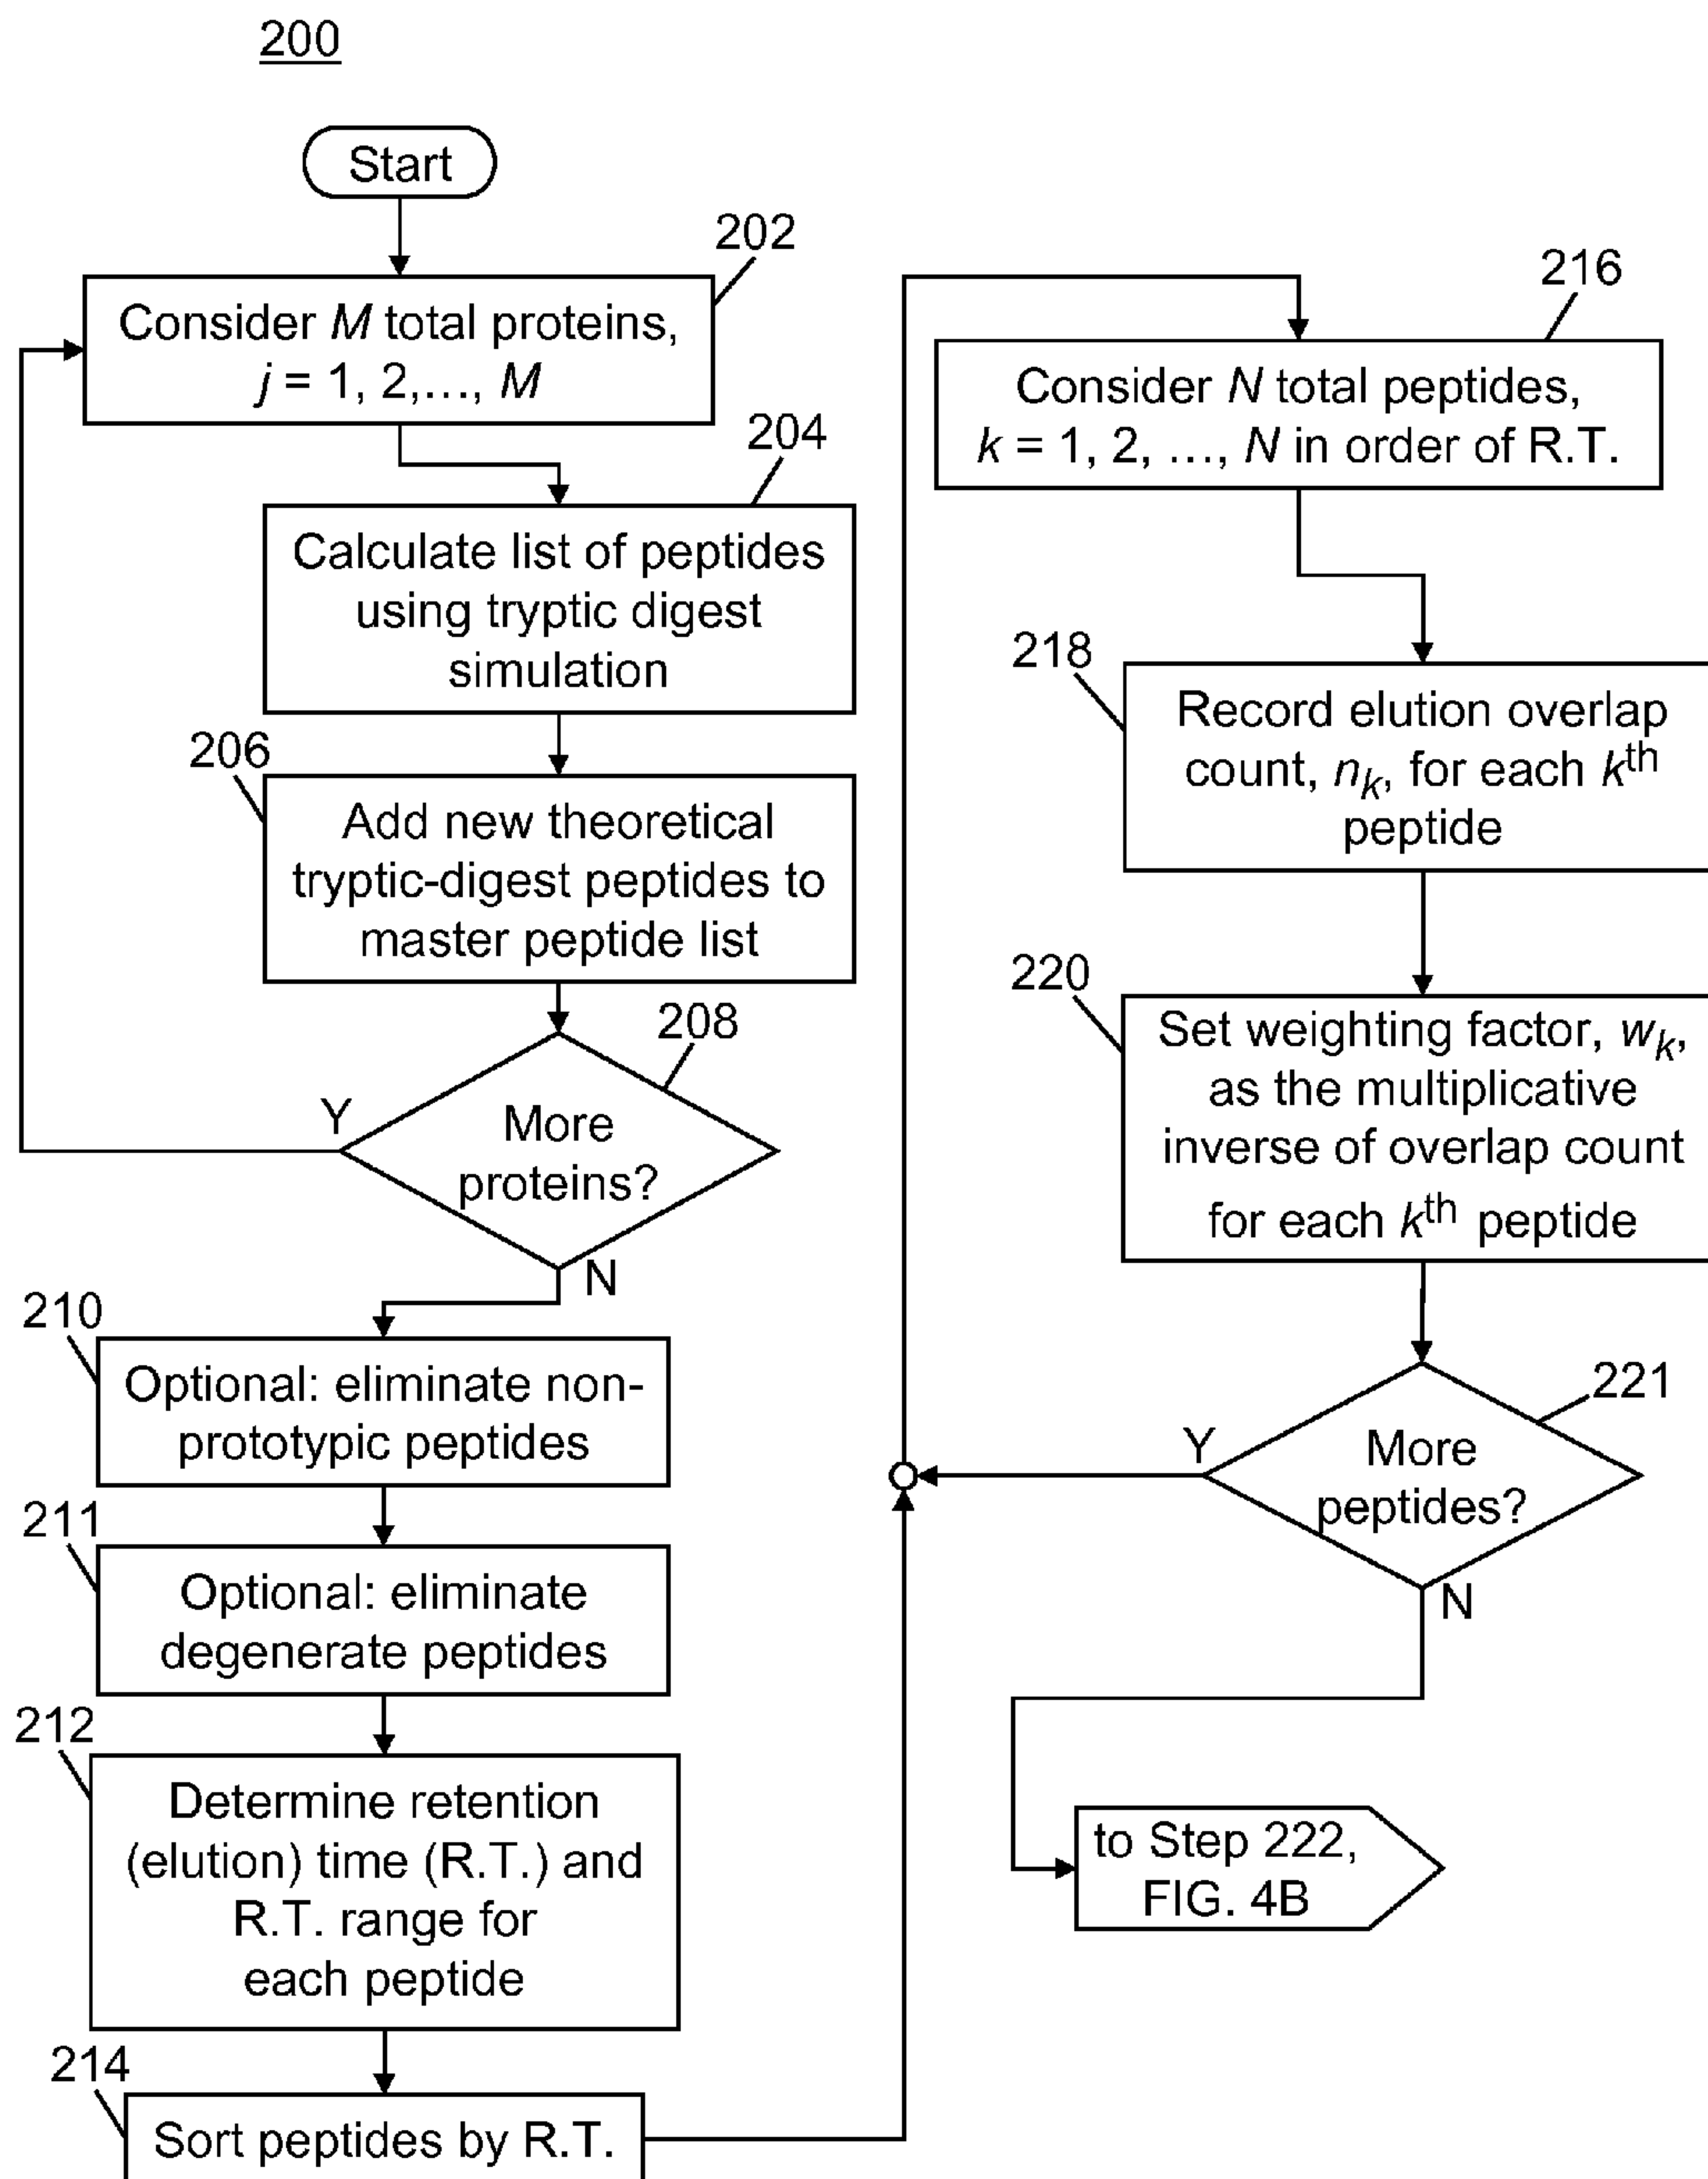 200
Start
202
Consider M total proteins,
j = 1, 2,..., M
204
Calculate list of peptides
using tryptic digest
simulation
206
Add new theoretical
tryptic-digest peptides to
master peptide list
208
More
proteins?
Y
N
210
Optional: eliminate non-
prototypic peptides
211
Optional: eliminate
degenerate peptides
212
Determine retention
(elution) time (R.T.) and
R.T. range for
each peptide
214
Sort peptides by R.T.
216
Consider N total peptides,
k = 1, 2, ..., N in order of R.T.
218
Record elution overlap
count, nk, for each kth
peptide
220
Set weighting factor, wk,
as the multiplicative
inverse of overlap count
for each kth peptide
221
More
peptides?
Y
N
to Step 222,
FIG. 4B